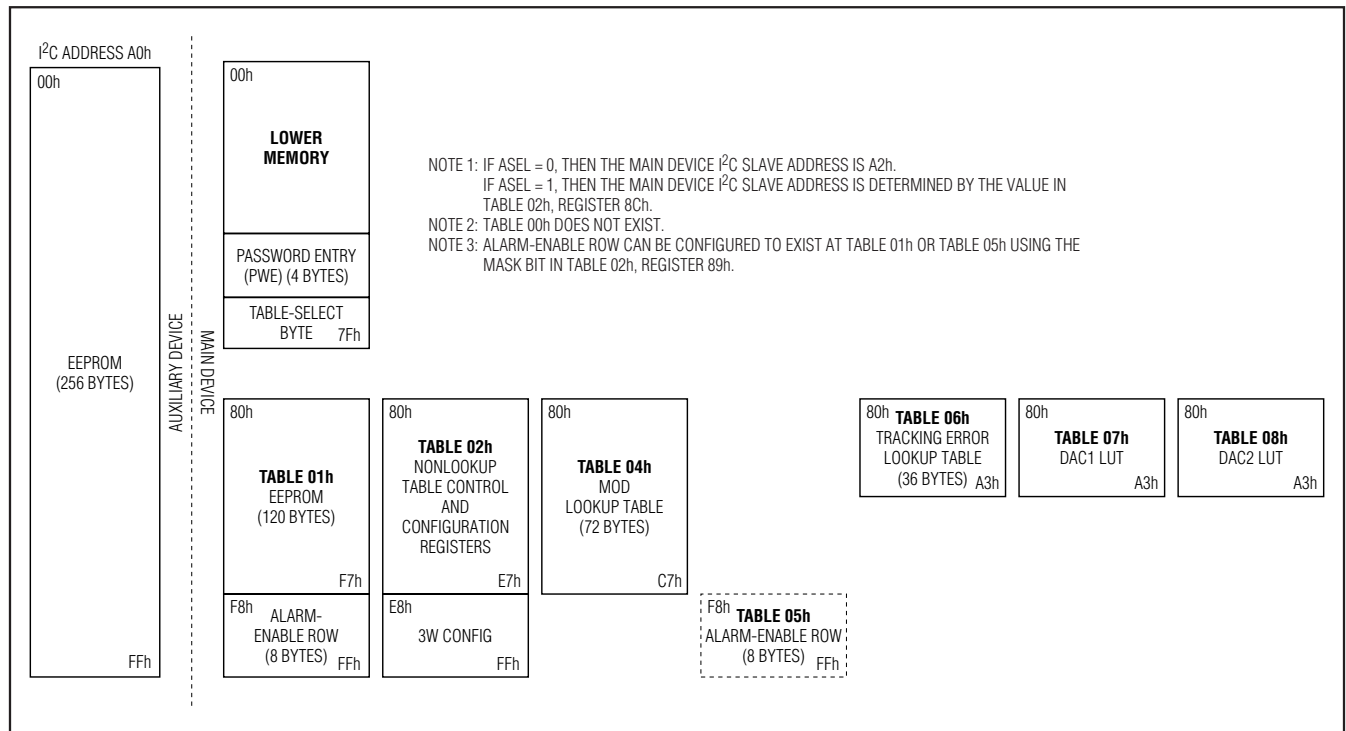 I2C ADDRESS A0h
00h
EEPROM
(256 BYTES)
FFh
AUXILIARY DEVICE
MAIN DEVICE
00h
LOWER
MEMORY
PASSWORD ENTRY
(PWE) (4 BYTES)
TABLE-SELECT
BYTE 7Fh
NOTE 1: IF ASEL = 0, THEN THE MAIN DEVICE I2C SLAVE ADDRESS IS A2h.
IF ASEL = 1, THEN THE MAIN DEVICE I2C SLAVE ADDRESS IS DETERMINED BY THE VALUE IN
TABLE 02h, REGISTER 8Ch.
NOTE 2: TABLE 00h DOES NOT EXIST.
NOTE 3: ALARM-ENABLE ROW CAN BE CONFIGURED TO EXIST AT TABLE 01h OR TABLE 05h USING THE
MASK BIT IN TABLE 02h, REGISTER 89h.
80h
TABLE 01h
EEPROM
(120 BYTES)
F7h
F8h
ALARM-
ENABLE ROW
(8 BYTES) FFh
80h
TABLE 02h
NONLOOKUP
TABLE CONTROL
AND
CONFIGURATION
REGISTERS
E7h
E8h
3W CONFIG
FFh
80h
TABLE 04h
MOD
LOOKUP TABLE
(72 BYTES)
C7h
F8h TABLE 05h
ALARM-ENABLE ROW
(8 BYTES) FFh
80h TABLE 06h
TRACKING ERROR
LOOKUP TABLE
(36 BYTES) A3h
80h
TABLE 07h
DAC1 LUT
A3h
80h
TABLE 08h
DAC2 LUT
A3h